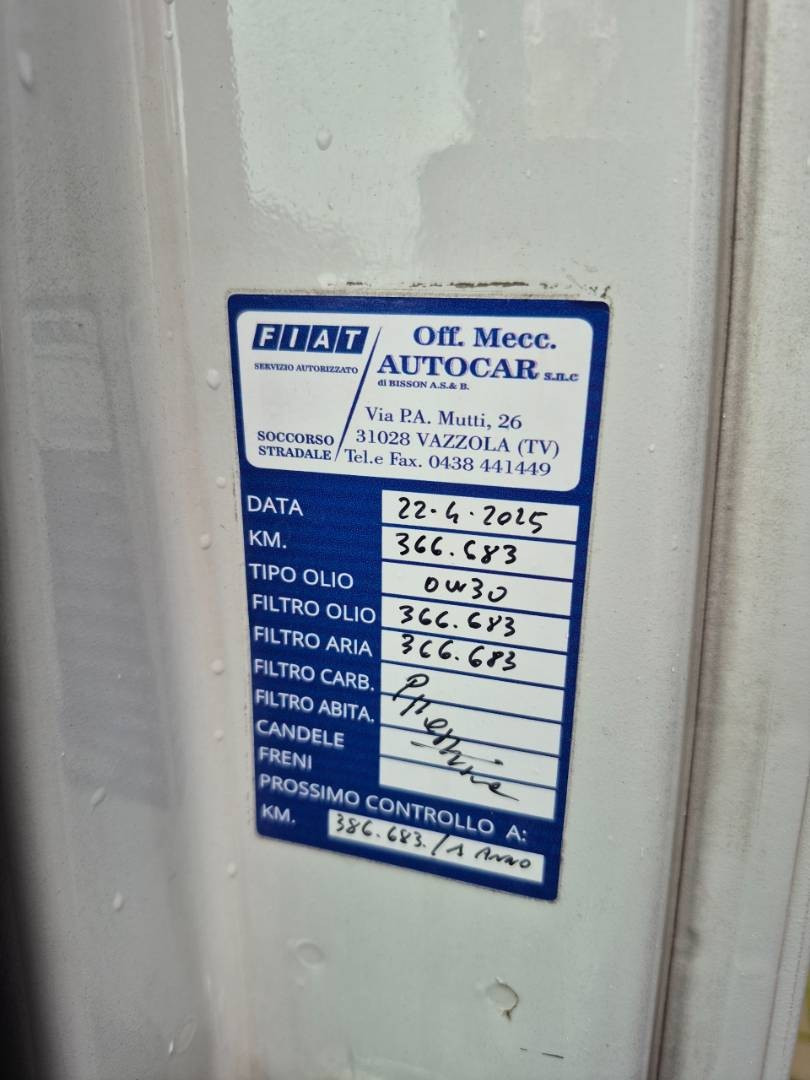 FIAT
SERVIZIO AUTORIZZATO
SOCCORSO
STRADALE
Off. Mecc.
AUTOCAR s.n.c
di BISSON A.S.& B.
Via P.A. Mutti, 26
31028 VAZZOLA (TV)
Tel.e Fax. 0438 441449
DATA 22.4.2025
KM. 366.683
TIPO OLIO 0W30
FILTRO OLIO 366.683
FILTRO ARIA 366.683
FILTRO CARB.
FILTRO ABITA.
CANDELE
FRENI
PROSSIMO CONTROLLO A:
KM. 386.683./1 ANNO